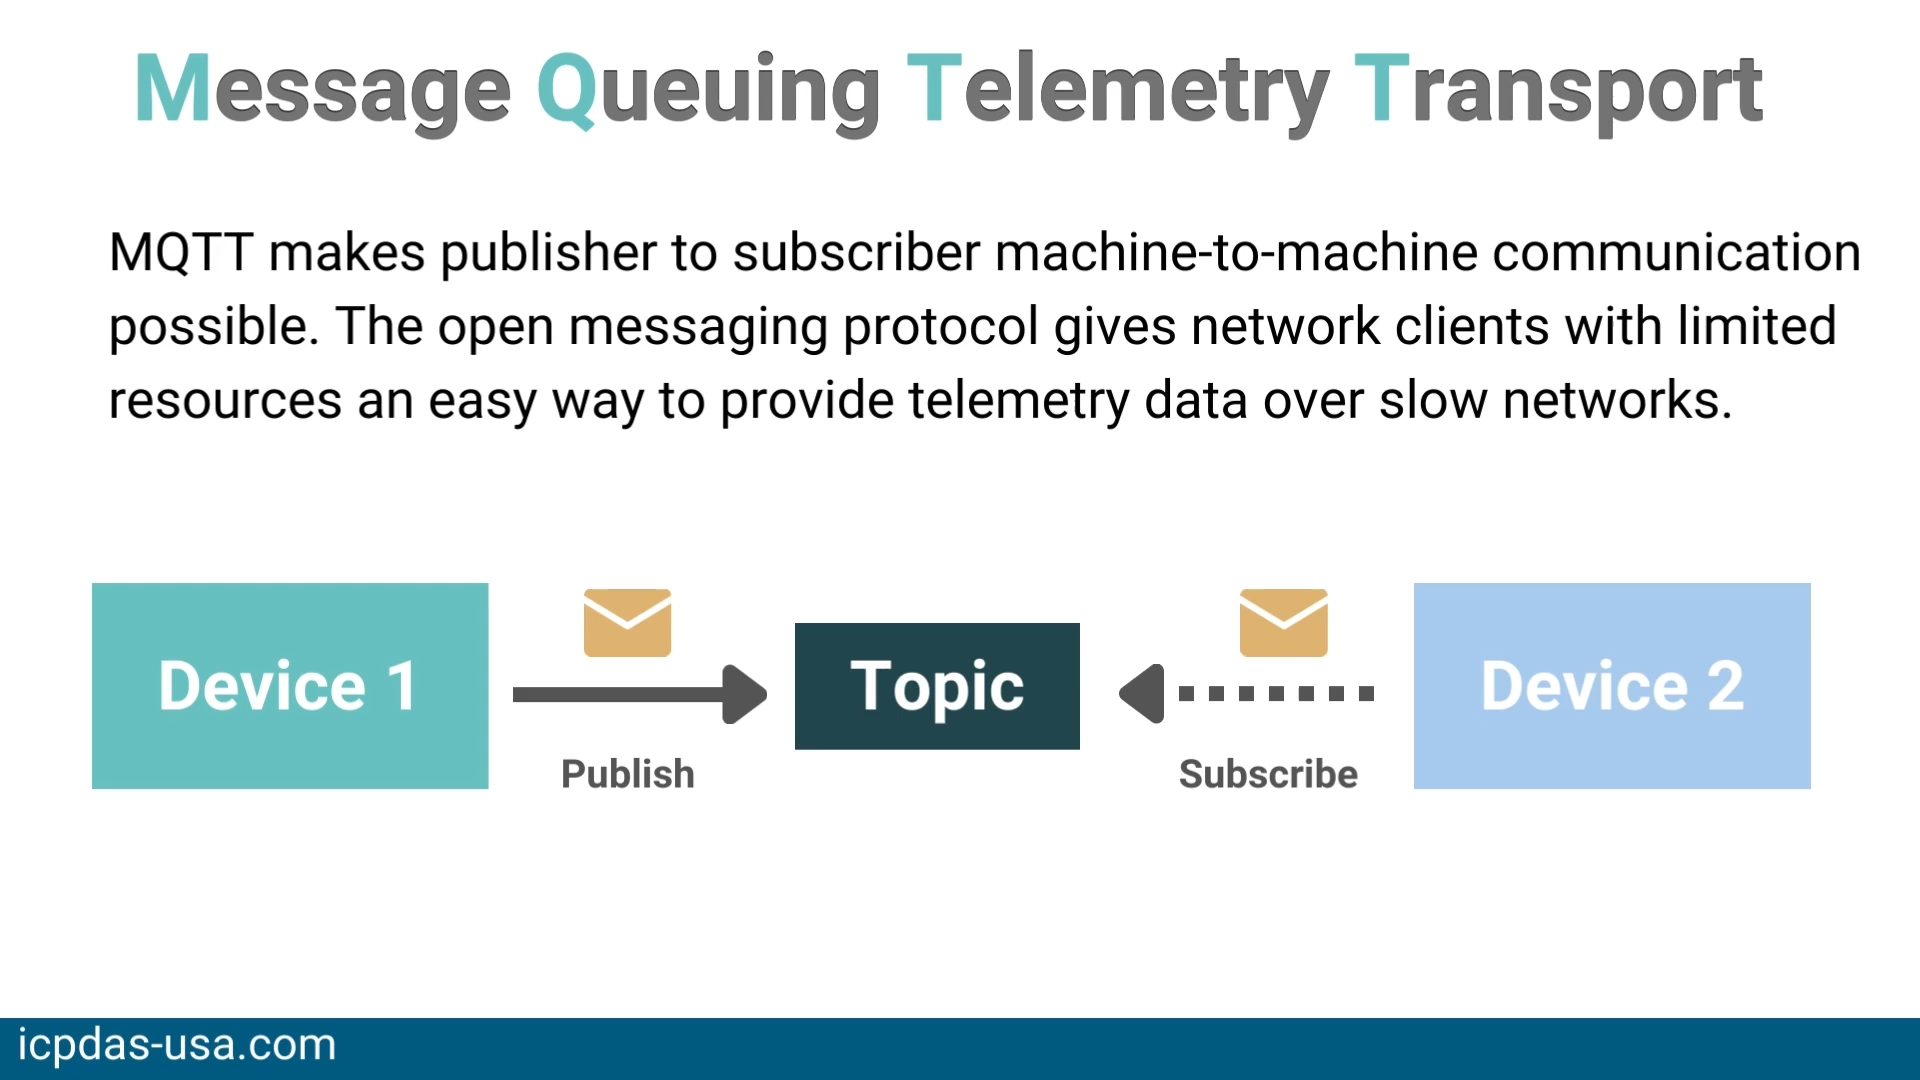 Message Queuing Telemetry Transport
MQTT makes publisher to subscriber machine-to-machine communication
possible. The open messaging protocol gives network clients with limited
resources an easy way to provide telemetry data over slow networks.
Device 1
Publish
Topic
Subscribe
Device 2
icpdas-usa.com